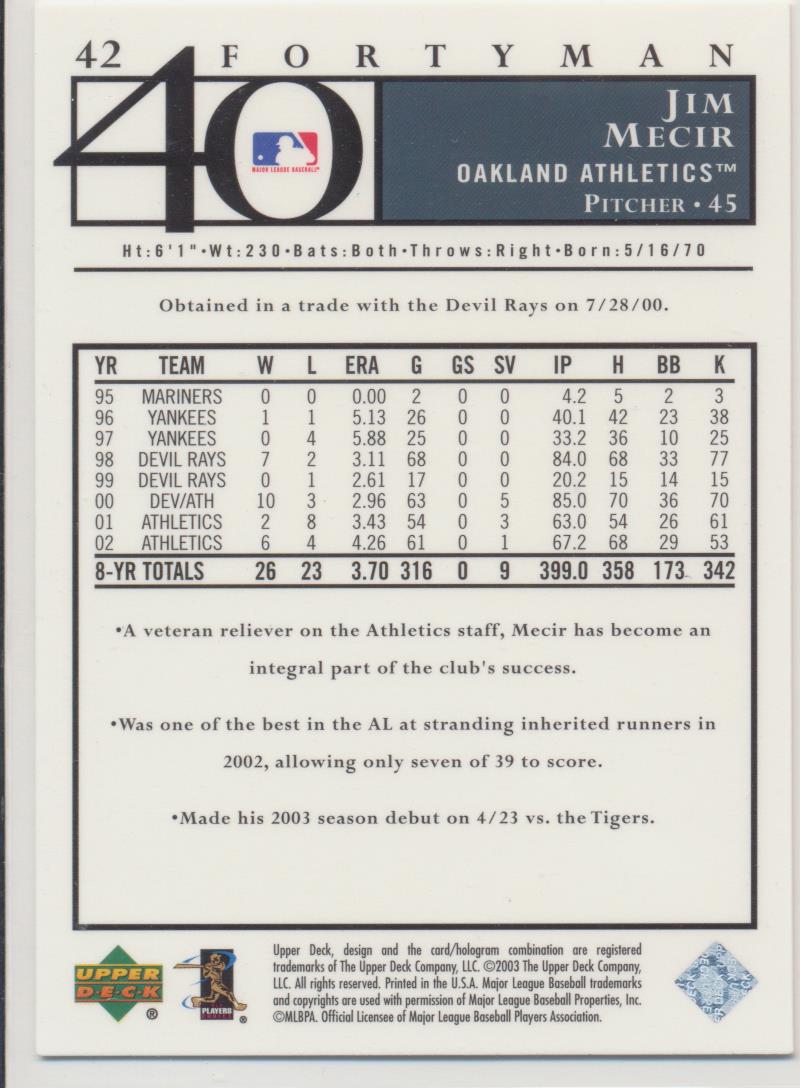 42 FORTYMAN
40
MAJOR LEAGUE BASEBALL
JIM
MECIR
OAKLAND ATHLETICS™
PITCHER • 45
Ht:6'1"•Wt:230•Bats:Both•Throws:Right•Born:5/16/70
Obtained in a trade with the Devil Rays on 7/28/00.
YR TEAM W L ERA G GS SV IP H BB K
95 MARINERS 0 0 0.00 2 0 0 4.2 5 2 3
96 YANKEES 1 1 5.13 26 0 0 40.1 42 23 38
97 YANKEES 0 4 5.88 25 0 0 33.2 36 10 25
98 DEVIL RAYS 7 2 3.11 68 0 0 84.0 68 33 77
99 DEVIL RAYS 0 1 2.61 17 0 0 20.2 15 14 15
00 DEV/ATH 10 3 2.96 63 0 5 85.0 70 36 70
01 ATHLETICS 2 8 3.43 54 0 3 63.0 54 26 61
02 ATHLETICS 6 4 4.26 61 0 1 67.2 68 29 53
8-YR TOTALS 26 23 3.70 316 0 9 399.0 358 173 342
•A veteran reliever on the Athletics staff, Mecir has become an
integral part of the club's success.
•Was one of the best in the AL at stranding inherited runners in
2002, allowing only seven of 39 to score.
•Made his 2003 season debut on 4/23 vs. the Tigers.
UPPER
DECK
®
PLAYERS
®
Upper Deck, design and the card/hologram combination are registered
trademarks of The Upper Deck Company, LLC. ©2003 The Upper Deck Company,
LLC. All rights reserved. Printed in the U.S.A. Major League Baseball trademarks
and copyrights are used with permission of Major League Baseball Properties, Inc.
©MLBPA. Official Licensee of Major League Baseball Players Association.